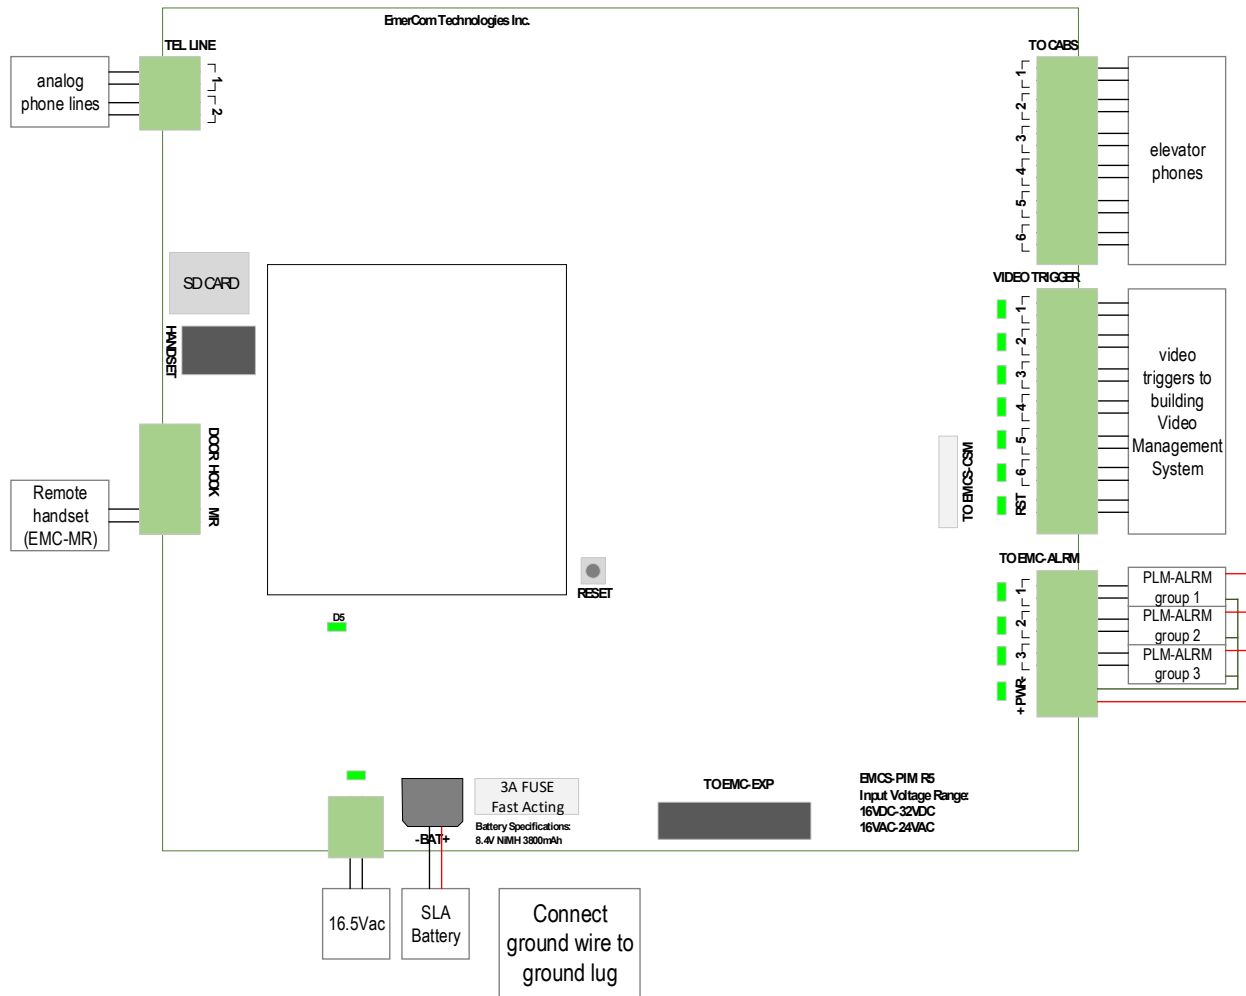 EmerCom Technologies Inc.
TEL LINE
analog
phone lines
1
2
TO CABS
1
2
3
4
5
6
elevator
phones
SD CARD
HANDSET
VIDEO TRIGGER
1
2
3
4
5
6
RST
video
triggers to
building
Video
Management
System
TO EMCS-CSM
DOOR HOOK MR
Remote
handset
(EMC-MR)
RESET
D5
TO EMC-ALRM
1
2
3
+ PWR -
PLM-ALRM
group 1
PLM-ALRM
group 2
PLM-ALRM
group 3
3A FUSE
Fast Acting
-BAT+
Battery Specifications:
8.4V NiMH 3800mAh
TO EMC-EXP
EMCS-PIM R5
Input Voltage Range:
16VDC-32VDC
16VAC-24VAC
16.5Vac
SLA
Battery
Connect
ground wire to
ground lug